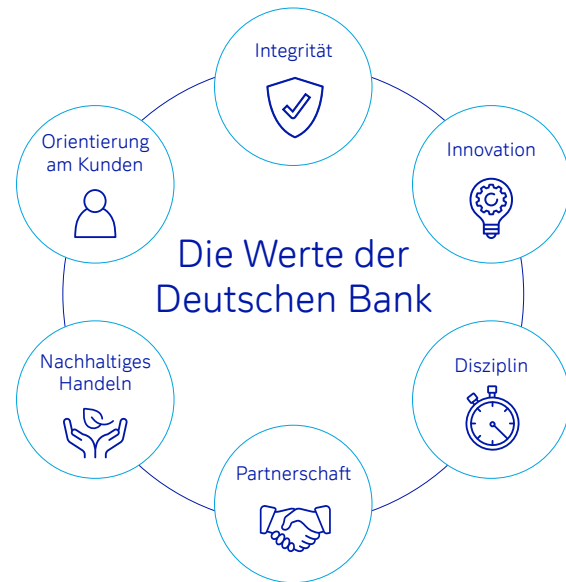 Integrität
Orientierung
am Kunden
Innovation
Die Werte der
Deutschen Bank
Nachhaltiges
Handeln
Disziplin
Partnerschaft